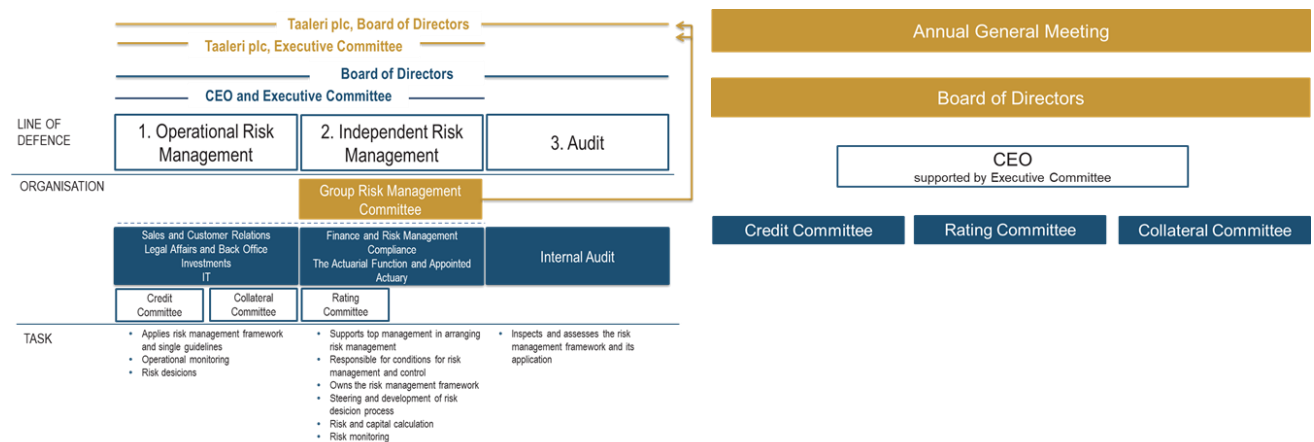 Taaleri plc, Board of Directors
Taaleri plc, Executive Committee
Board of Directors
CEO and Executive Committee
LINE OF
DEFENCE
1. Operational Risk
Management
2. Independent Risk
Management
3. Audit
ORGANISATION
Group Risk Management
Committee
Sales and Customer Relations
Legal Affairs and Back Office
Investments
IT
Finance and Risk Management
Compliance
The Actuarial Function and Appointed
Actuary
Internal Audit
Credit
Committee
Collateral
Committee
Rating
Committee
TASK
• Applies risk management framework
and single guidelines
• Operational monitoring
• Risk desicions
• Supports top management in arranging
risk management
• Responsible for conditions for risk
management and control
• Owns the risk management framework
• Steering and development of risk
desicion process
• Risk and capital calculation
• Risk monitoring
• Inspects and assesses the risk
management framework and its
application
Annual General Meeting
Board of Directors
CEO
supported by Executive Committee
Credit Committee
Rating Committee
Collateral Committee